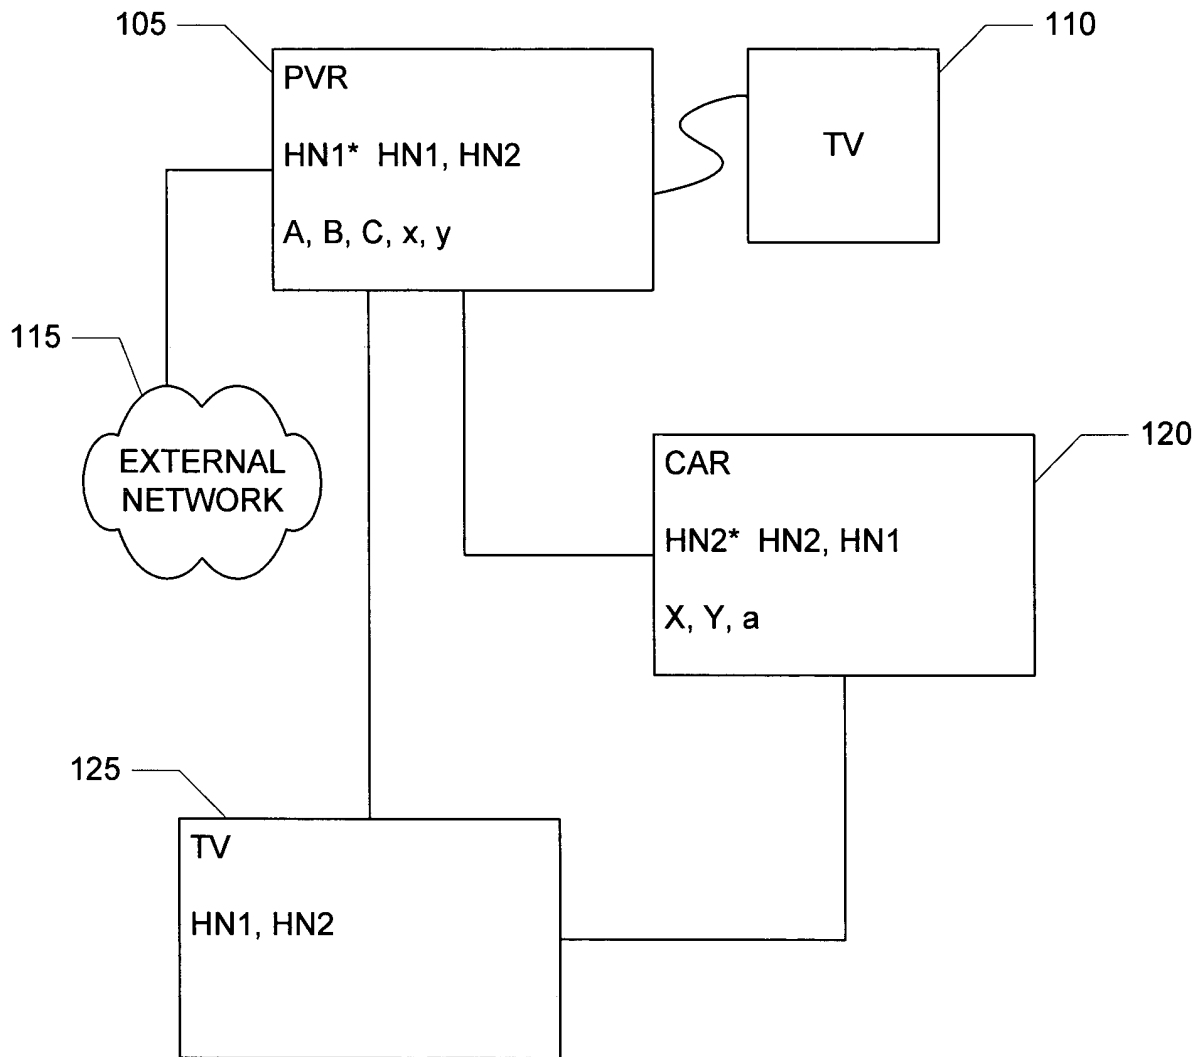 105
110
PVR
HN1* HN1, HN2
A, B, C, x, y
TV
115
EXTERNAL
NETWORK
120
CAR
HN2* HN2, HN1
X, Y, a
125
TV
HN1, HN2